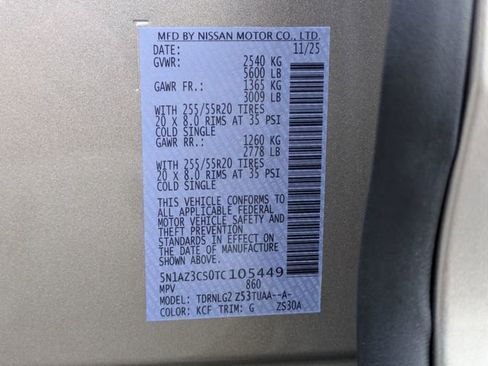 MFD BY NISSAN MOTOR CO., LTD.
DATE: 11/25
GVWR: 2540 KG
5600 LB
GAWR FR.: 1365 KG
3009 LB
WITH 255/55R20 TIRES
20 X 8.0 RIMS AT 35 PSI
COLD SINGLE
GAWR RR.: 1260 KG
2778 LB
WITH 255/55R20 TIRES
20 X 8.0 RIMS AT 35 PSI
COLD SINGLE
THIS VEHICLE CONFORMS TO
ALL APPLICABLE FEDERAL
MOTOR VEHICLE SAFETY AND
THEFT PREVENTION
STANDARDS IN EFFECT ON
THE DATE OF MANUFACTURE
SHOWN ABOVE.
5N1AZ3CS0TC105449
MPV 860
MODEL: TDRNLG2 Z53TUAA--A-
COLOR: KCF TRIM: G ZS30A